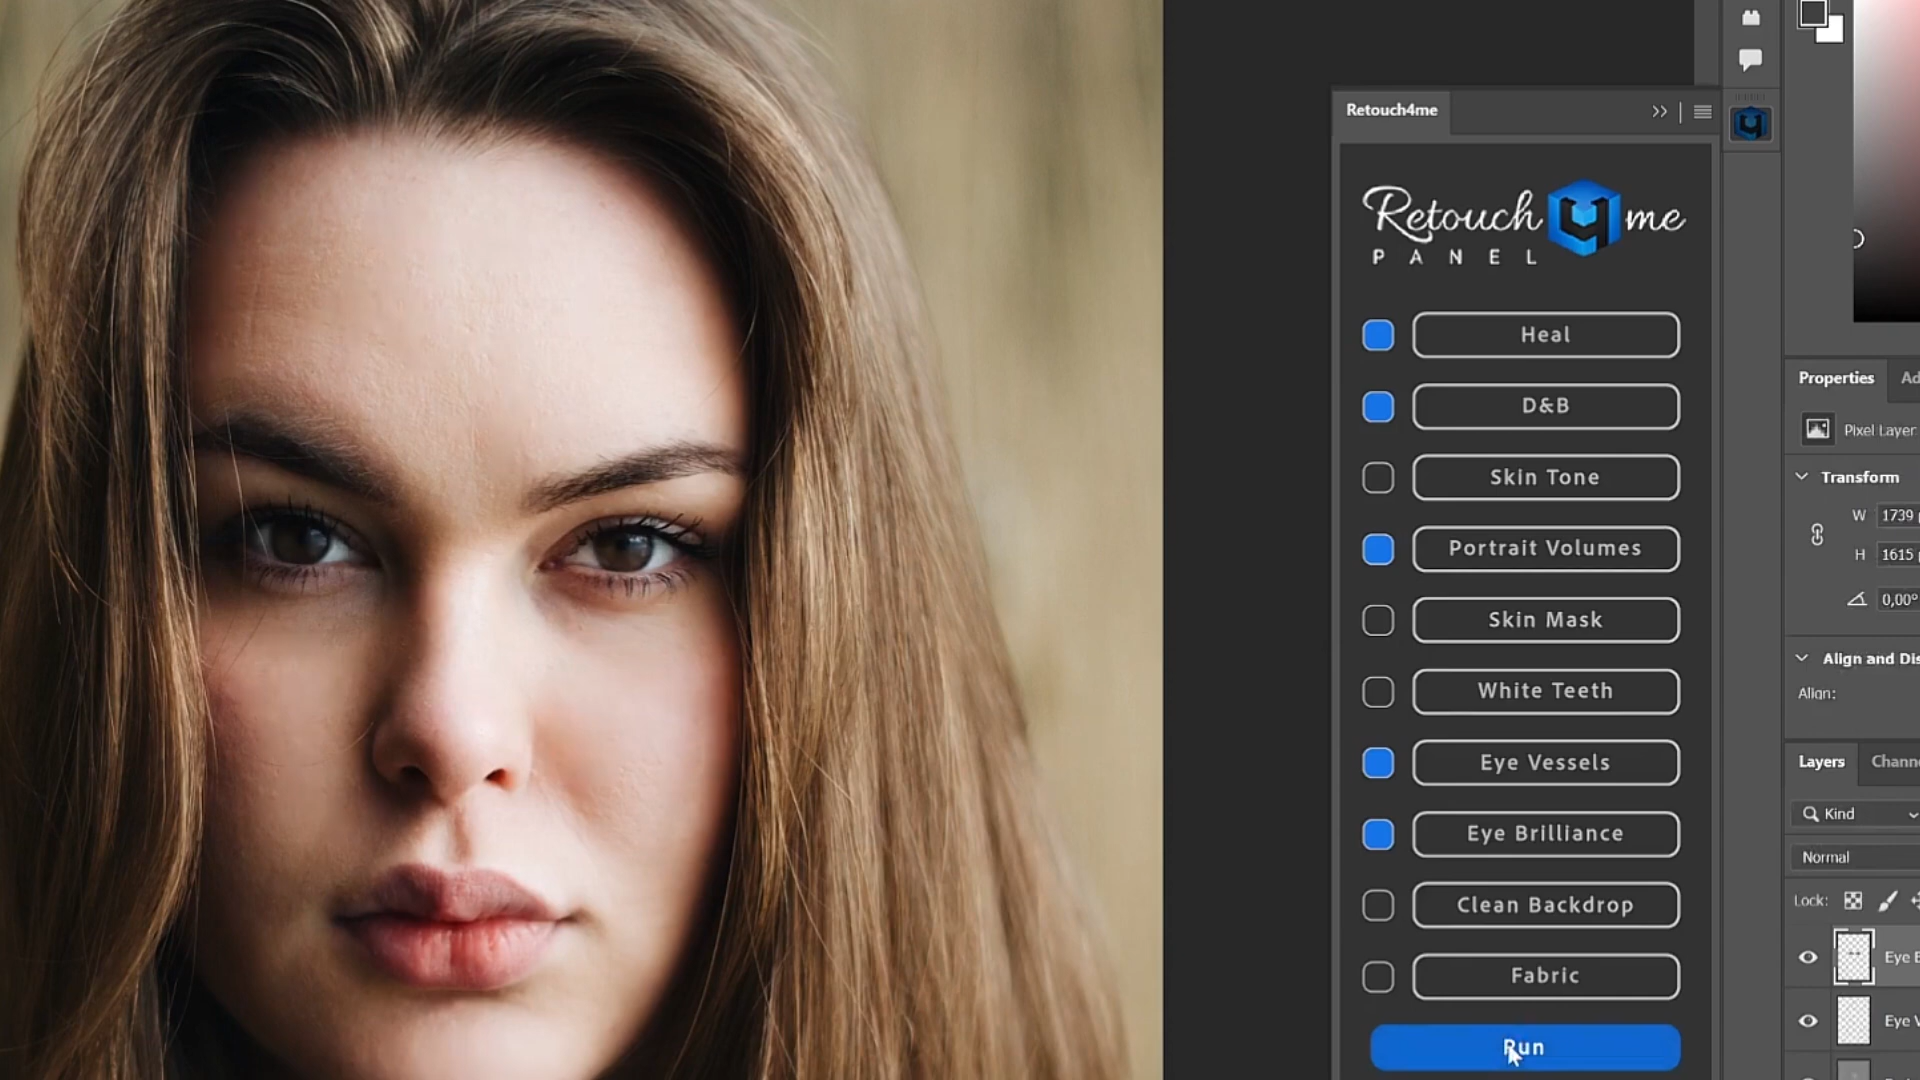 Retouch4me
Retouch 4 me
PANEL
Heal
D&B
Skin Tone
Portrait Volumes
Skin Mask
White Teeth
Eye Vessels
Eye Brilliance
Clean Backdrop
Fabric
Run
Properties
Pixel Layer
Transform
W 1739
H 1615
0,00°
Align and
Align:
Layers
Kind
Normal
Lock:
Eye
Eye